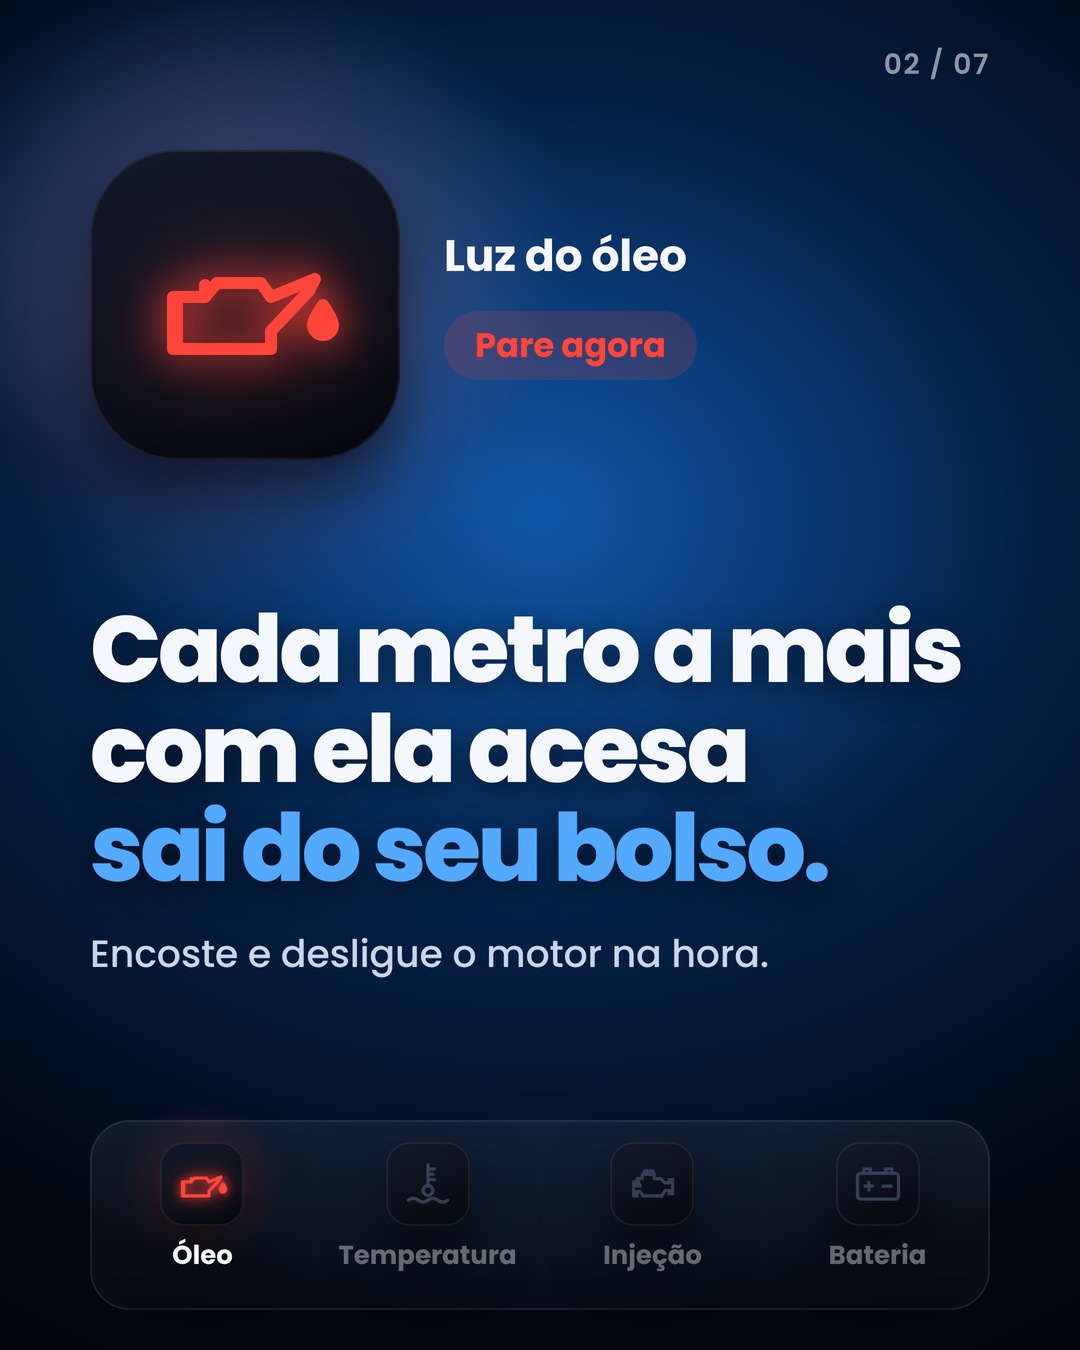 02 / 07
Luz do óleo
Pare agora
Cada metro a mais
com ela acesa
sai do seu bolso.
Encoste e desligue o motor na hora.
Óleo
Temperatura
Injeção
Bateria